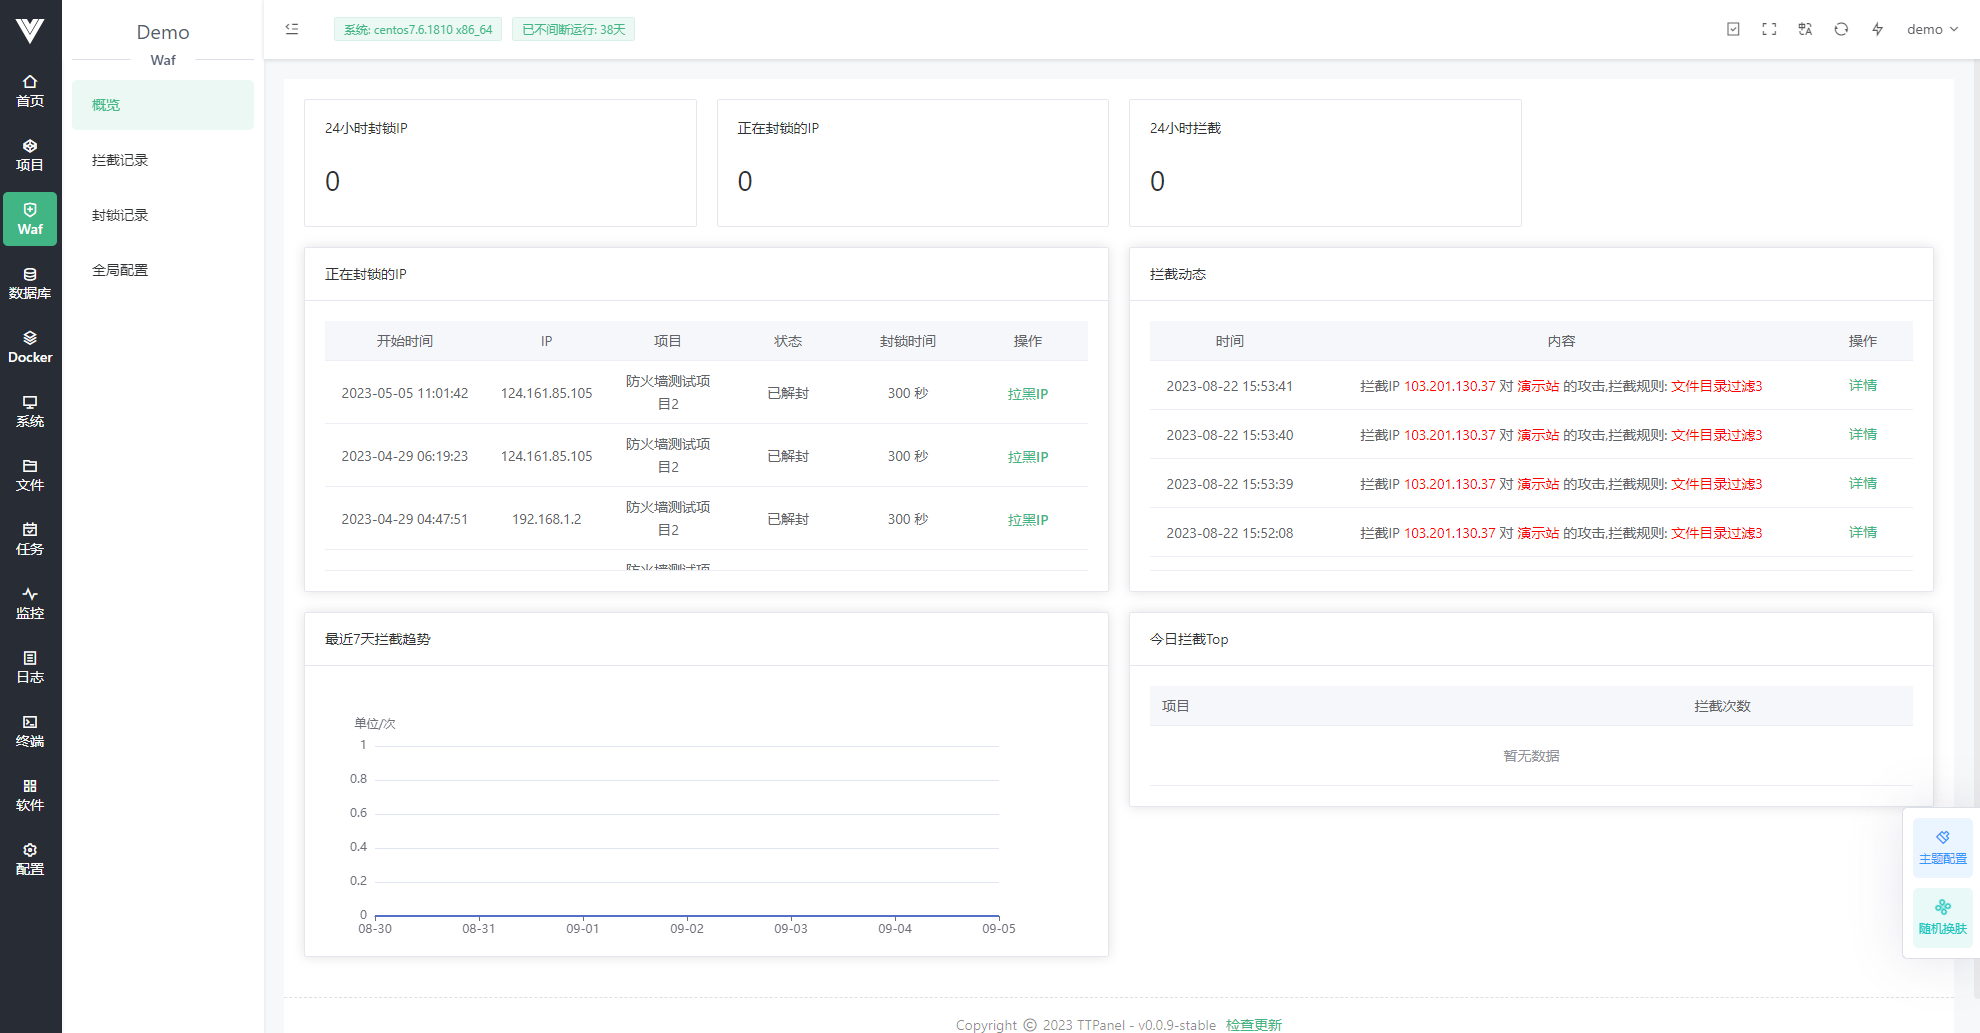 首页
项目
Waf
数据库
Docker
系统
文件
任务
监控
日志
终端
软件
配置
Demo
Waf
概览
拦截记录
封锁记录
全局配置
系统: centos7.6.1810 x86_64 已不间断运行: 38天
demo
24小时封锁IP
0
正在封锁的IP
0
24小时拦截
0
正在封锁的IP
开始时间 IP 项目 状态 封锁时间 操作
2023-05-05 11:01:42 124.161.85.105 防火墙测试项目2 已解封 300 秒 拉黑IP
2023-04-29 06:19:23 124.161.85.105 防火墙测试项目2 已解封 300 秒 拉黑IP
2023-04-29 04:47:51 192.168.1.2 防火墙测试项目2 已解封 300 秒 拉黑IP
防火墙测试项
拦截动态
时间 内容 操作
2023-08-22 15:53:41 拦截IP 103.201.130.37 对 演示站 的攻击,拦截规则: 文件目录过滤3 详情
2023-08-22 15:53:40 拦截IP 103.201.130.37 对 演示站 的攻击,拦截规则: 文件目录过滤3 详情
2023-08-22 15:53:39 拦截IP 103.201.130.37 对 演示站 的攻击,拦截规则: 文件目录过滤3 详情
2023-08-22 15:52:08 拦截IP 103.201.130.37 对 演示站 的攻击,拦截规则: 文件目录过滤3 详情
最近7天拦截趋势
单位/次
1
0.8
0.6
0.4
0.2
0
08-30 08-31 09-01 09-02 09-03 09-04 09-05
今日拦截Top
项目 拦截次数
暂无数据
主题配置
随机换肤
Copyright © 2023 TTPanel - v0.0.9-stable 检查更新